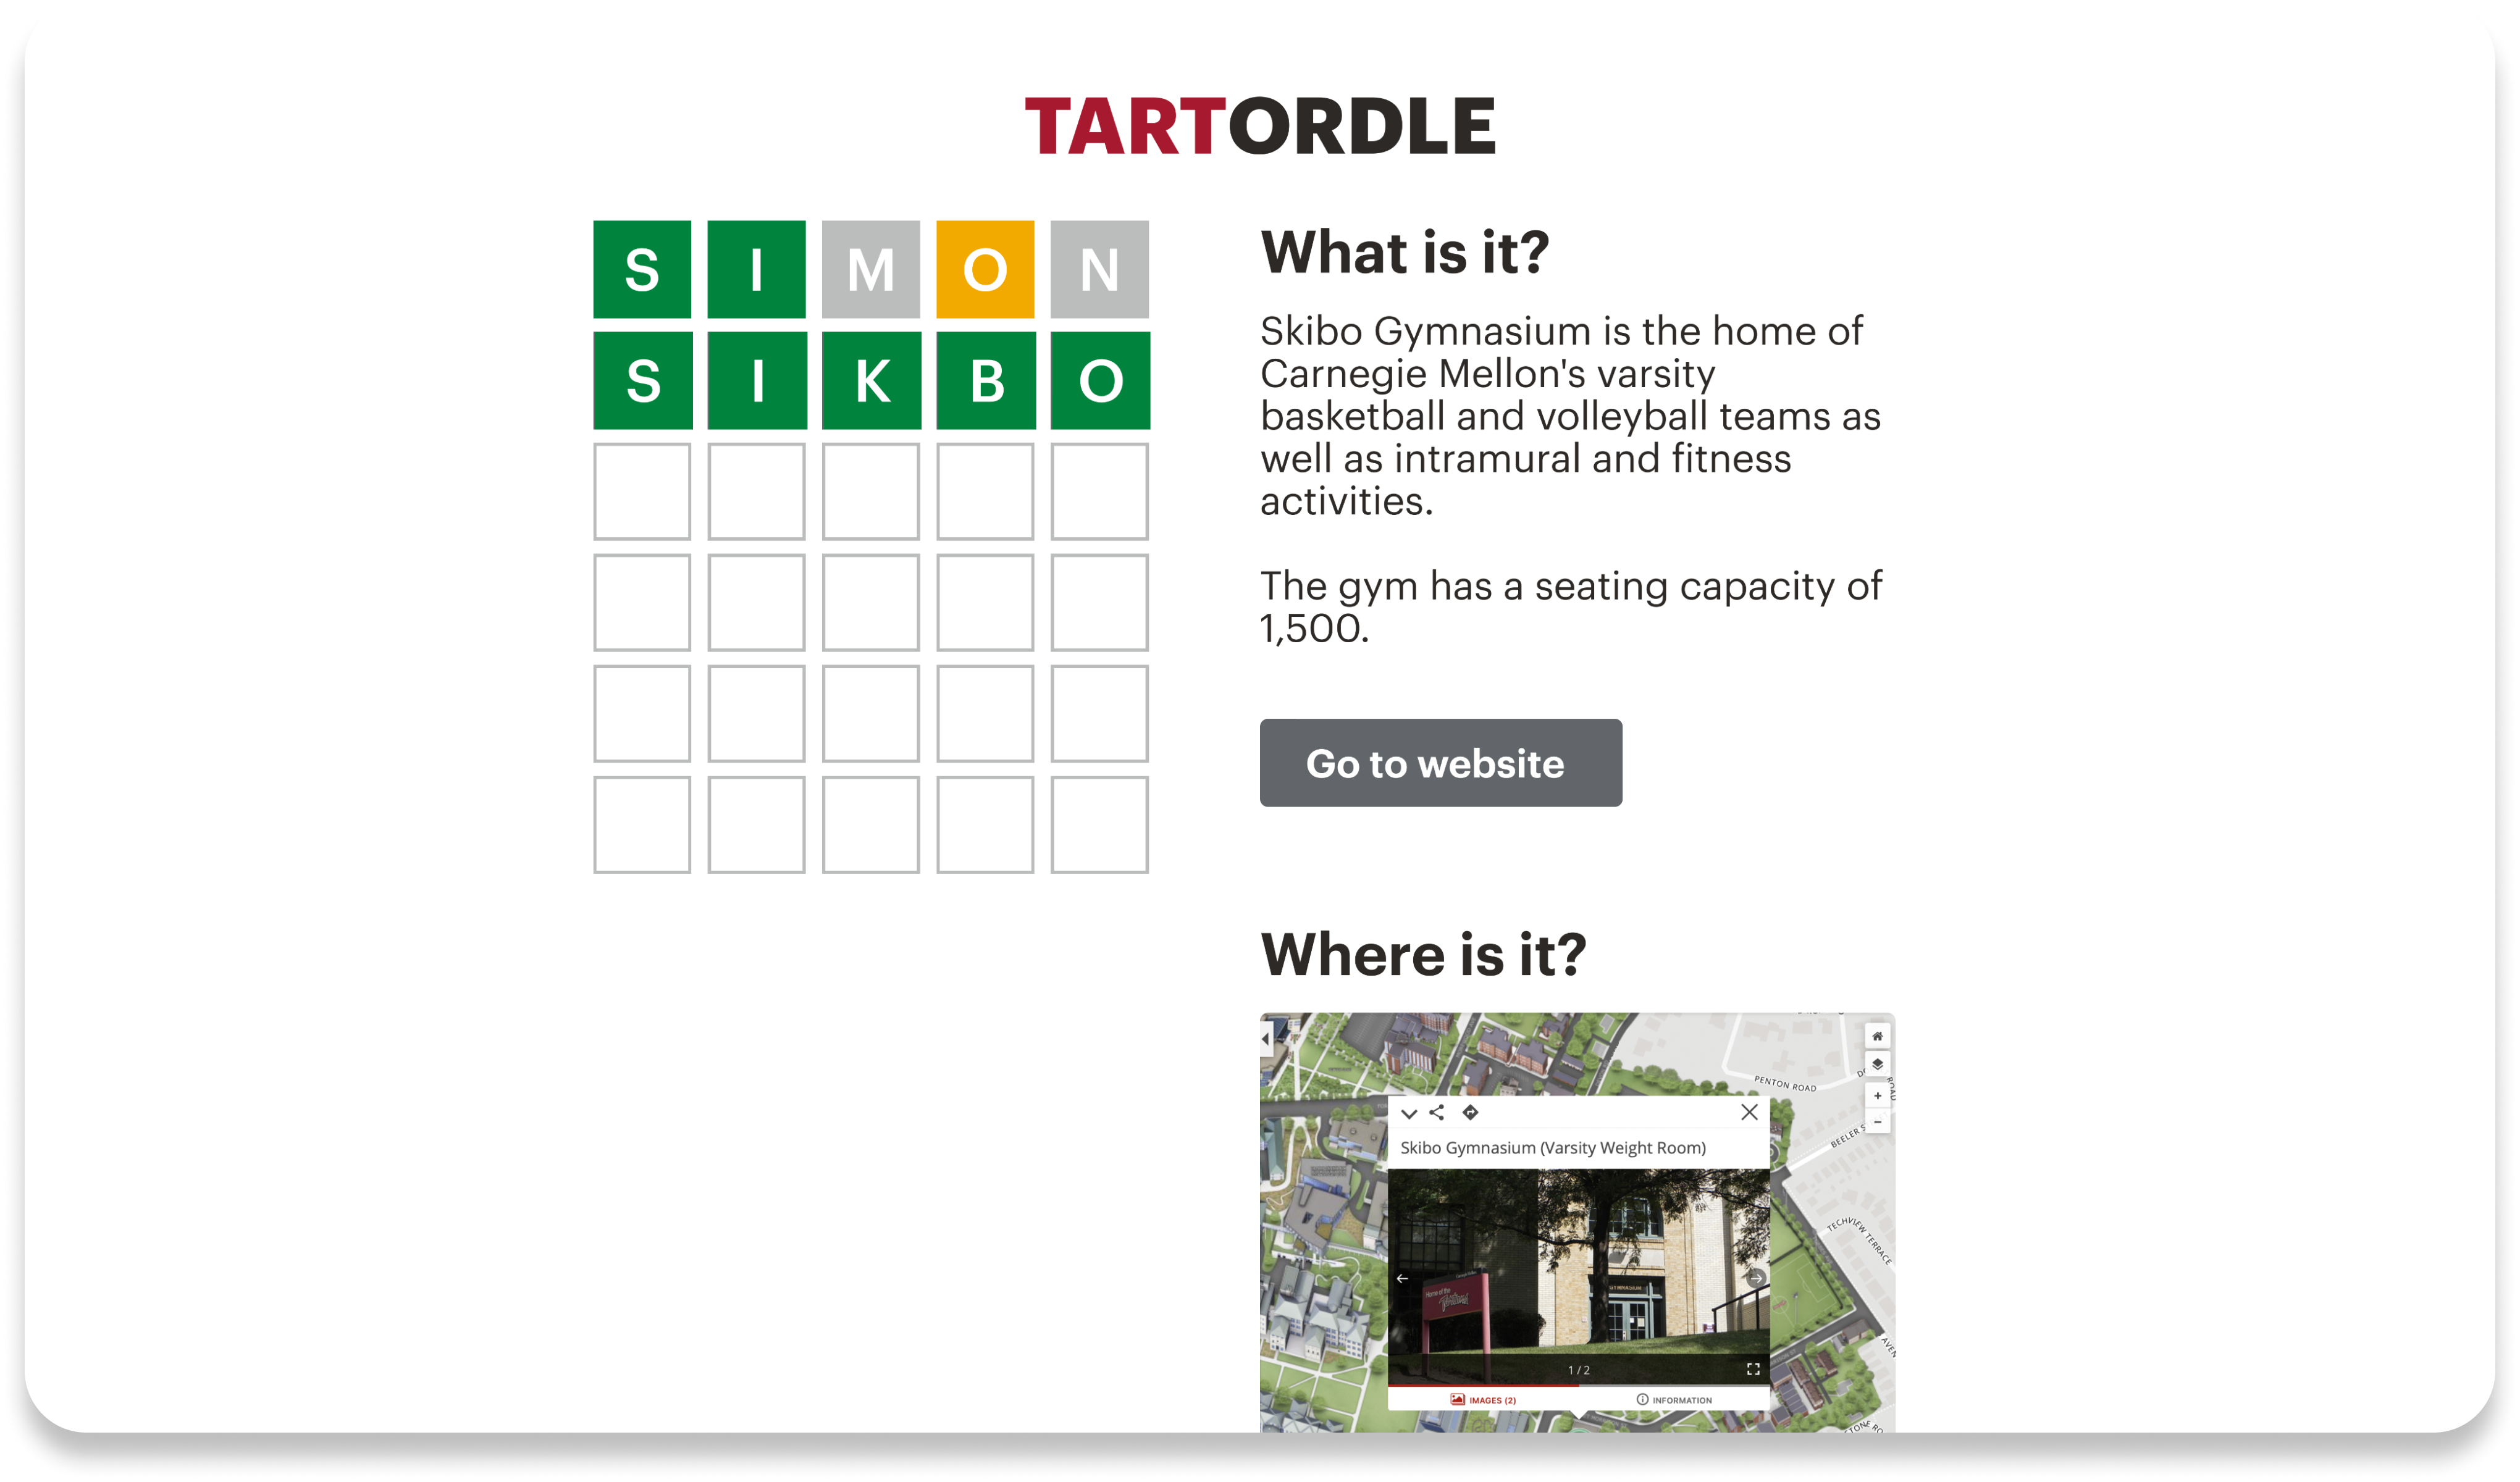 TARTORDLE
S I M O N
S I K B O
What is it?
Skibo Gymnasium is the home of
Carnegie Mellon's varsity
basketball and volleyball teams as
well as intramural and fitness
activities.
The gym has a seating capacity of
1,500.
Go to website
Where is it?
PENTON ROAD
ROAD
BEELER S
Skibo Gymnasium (Varsity Weight Room)
TECHVIEW TERRACE
Home of the
Tartans
GYMNASIUM
1 / 2
AVEN
IMAGES (2)
INFORMATION